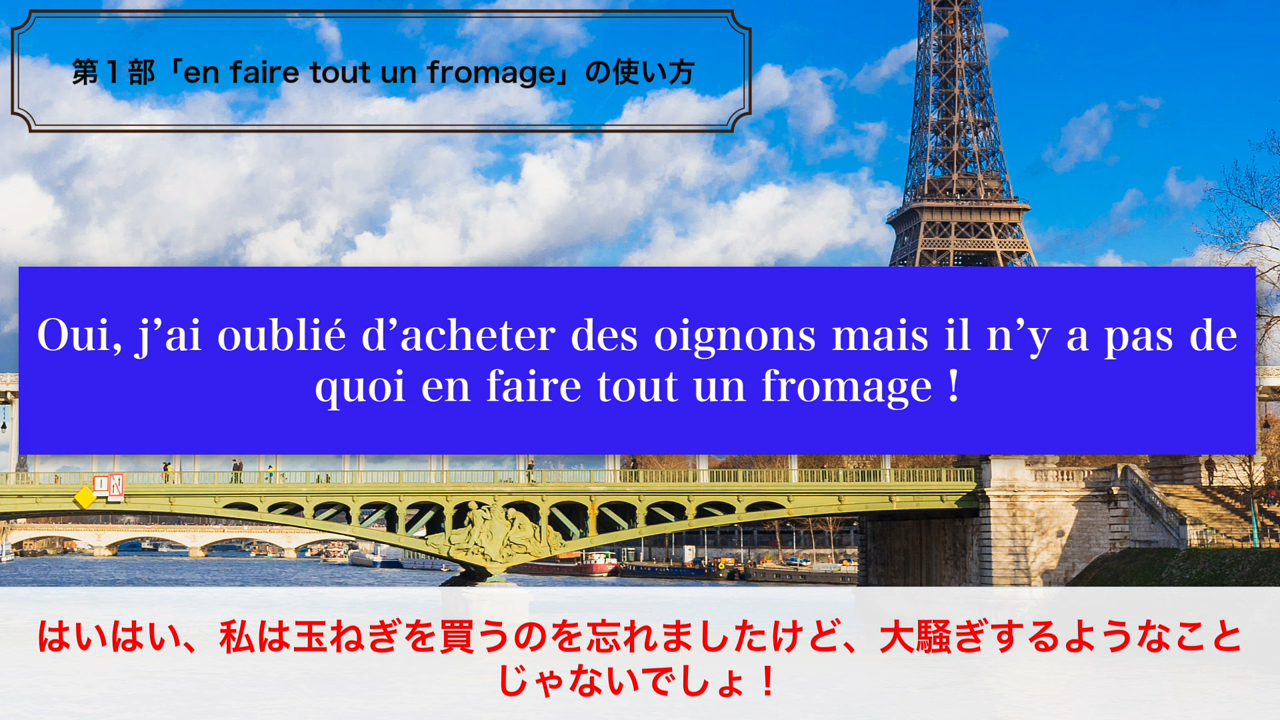 第１部「en faire tout un fromage」の使い方
Oui, j’ai oublié d’acheter des oignons mais il n’y a pas de
quoi en faire tout un fromage !
はいはい、私は玉ねぎを買うのを忘れましたけど、大騒ぎするようなこと
じゃないでしょ！